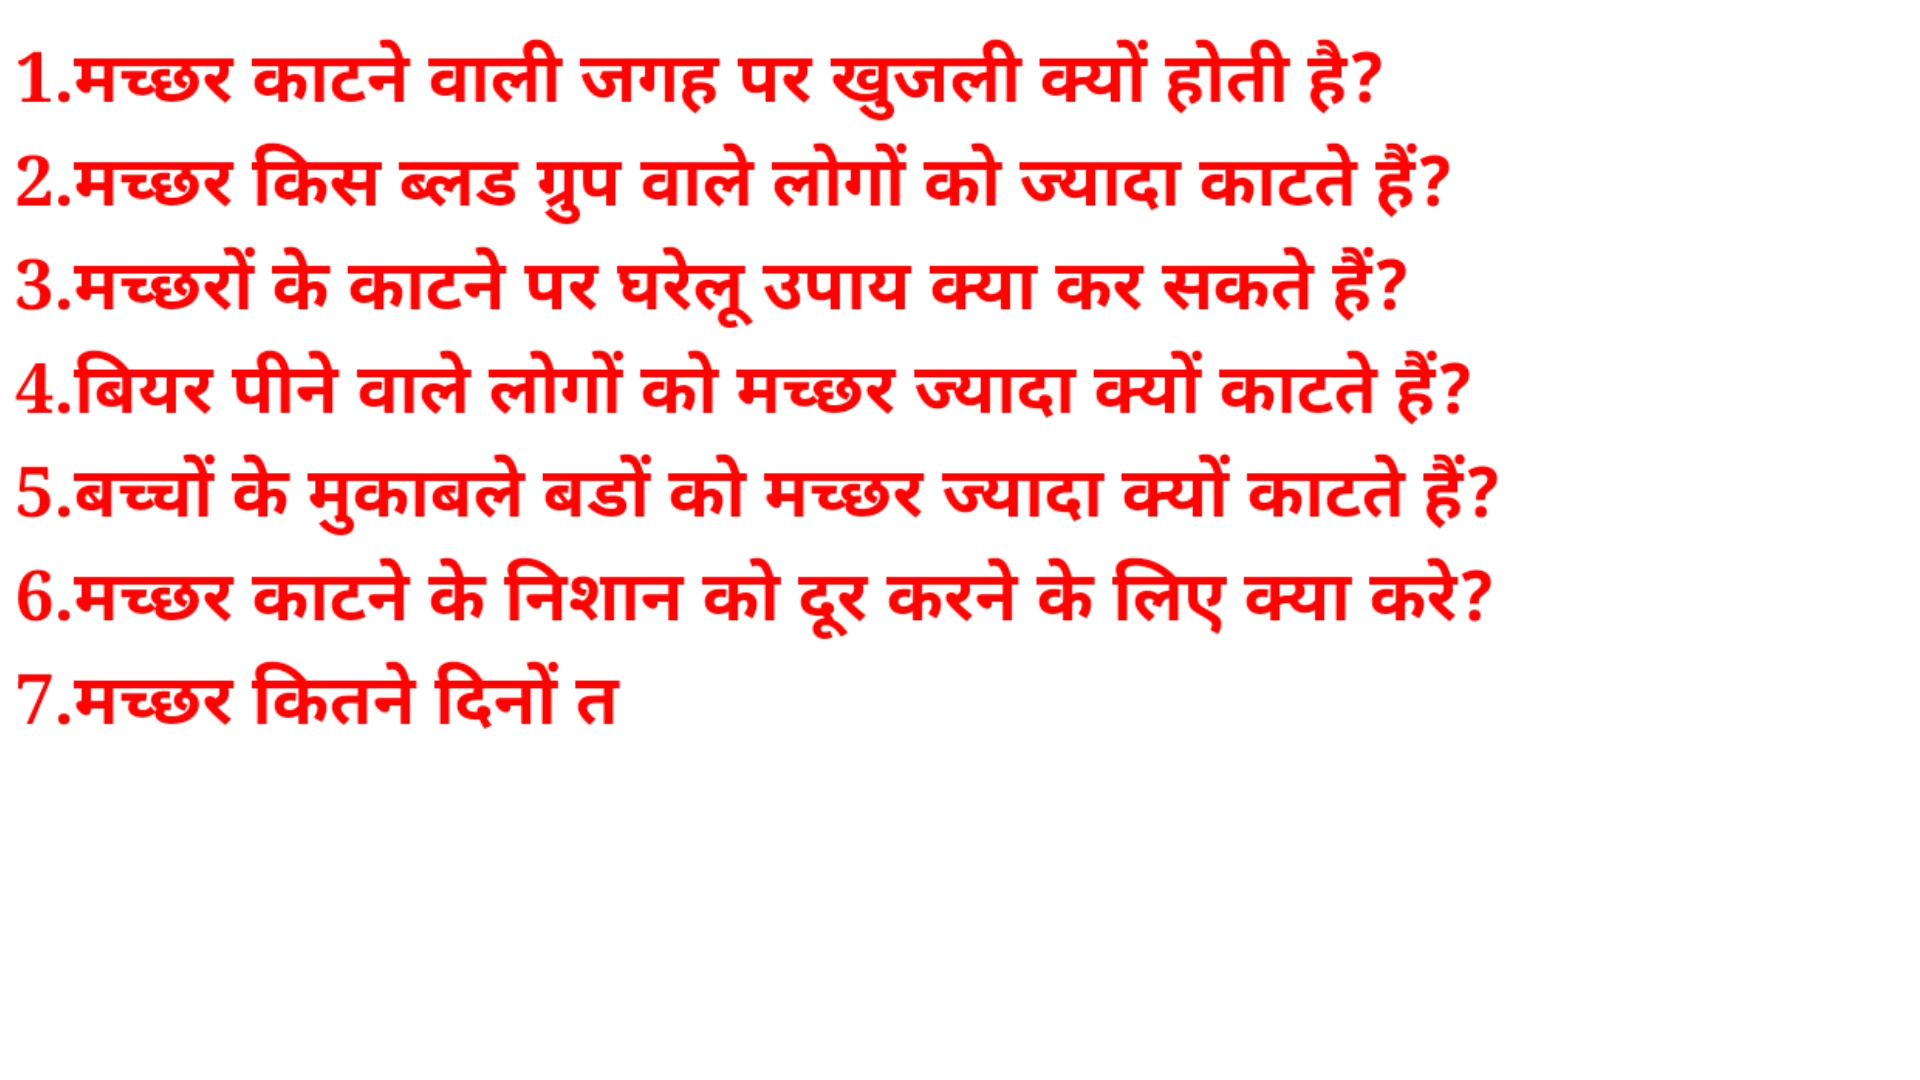 1.मच्छर काटने वाली जगह पर खुजली क्यों होती है?
2.मच्छर किस ब्लड ग्रुप वाले लोगों को ज्यादा काटते हैं?
3.मच्छरों के काटने पर घरेलू उपाय क्या कर सकते हैं?
4.बियर पीने वाले लोगों को मच्छर ज्यादा क्यों काटते हैं?
5.बच्चों के मुकाबले बडों को मच्छर ज्यादा क्यों काटते हैं?
6.मच्छर काटने के निशान को दूर करने के लिए क्या करे?
7.मच्छर कितने दिनों त